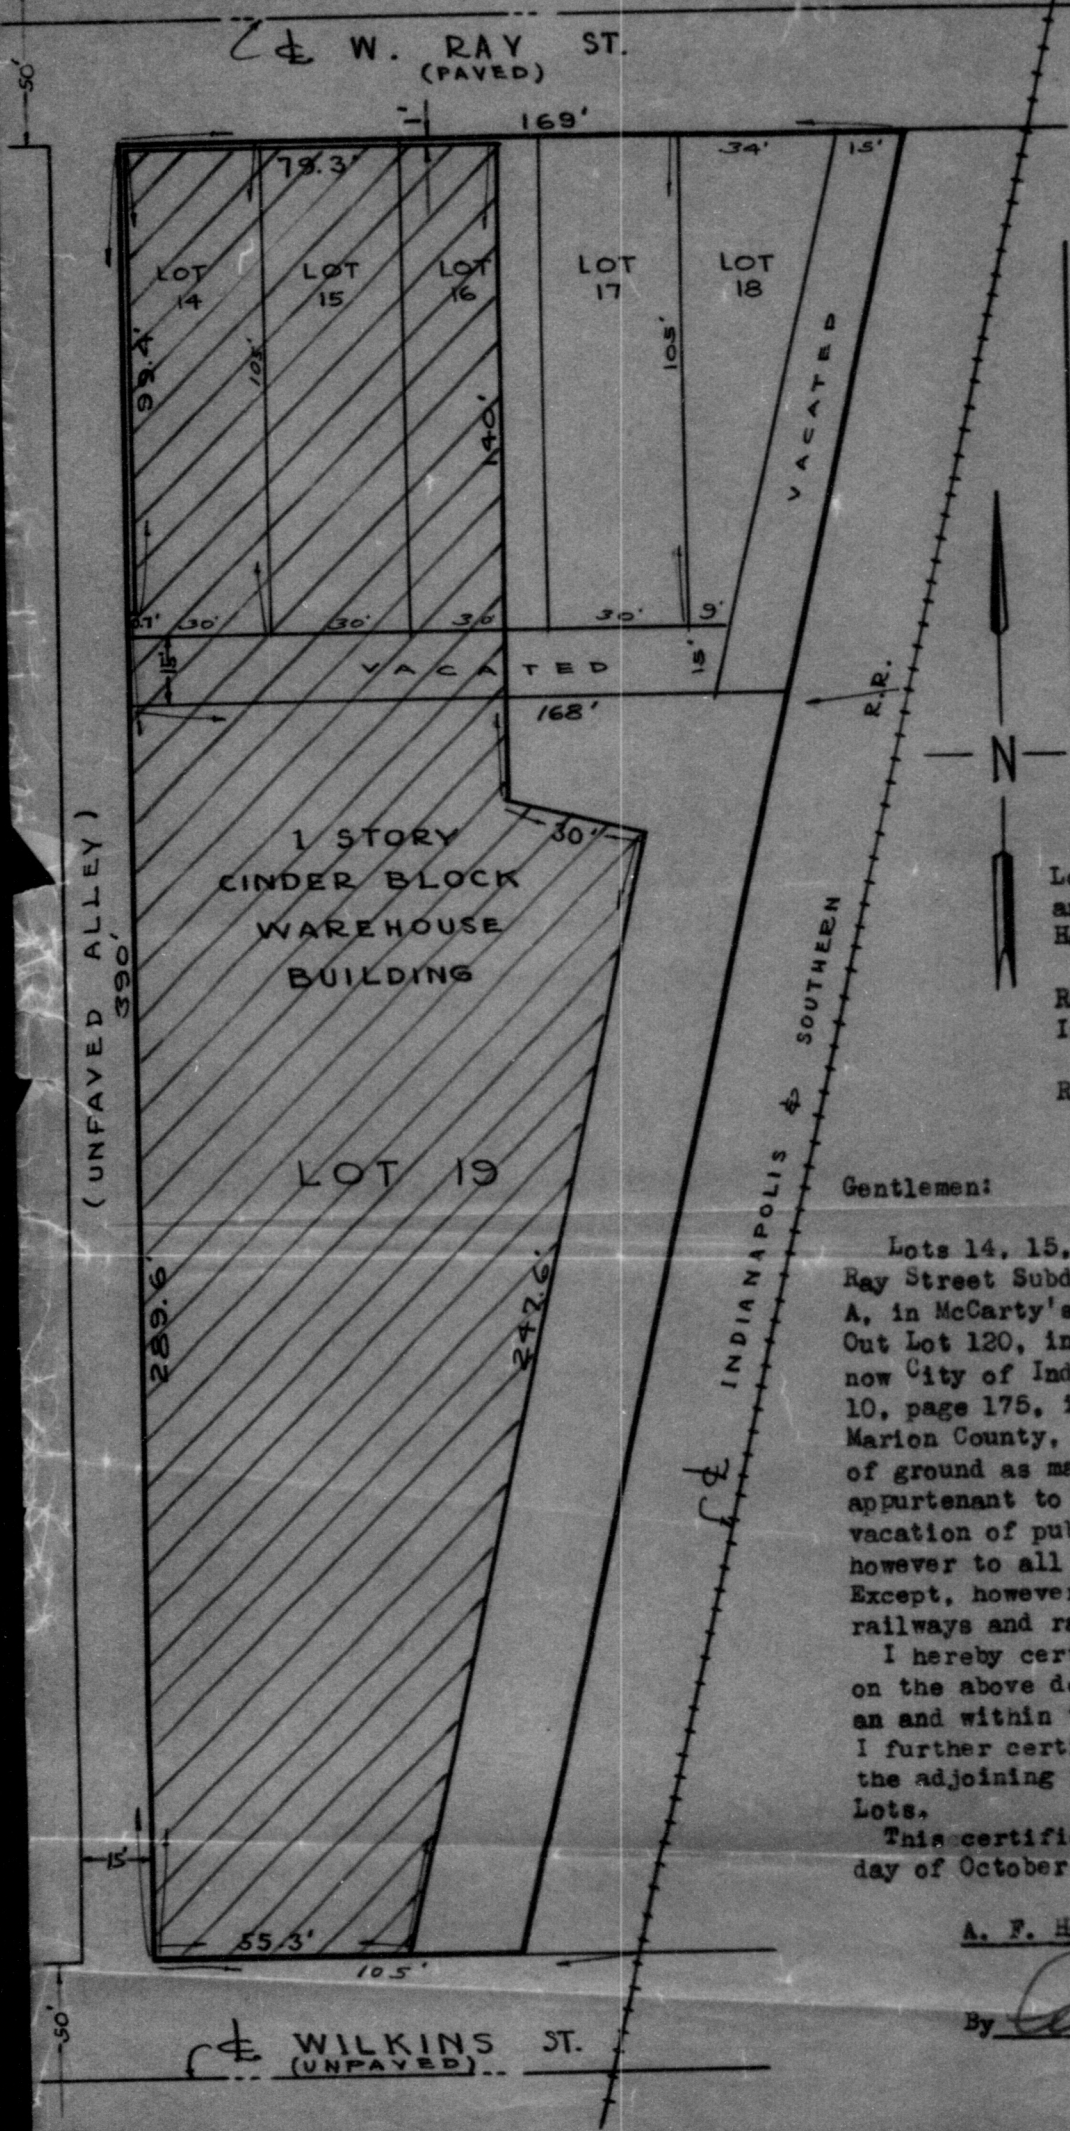 50'
℄ W. RAY ST.
(PAVED)
169'
79.3'
34'
15'
LOT
14
LOT
15
LOT
16
LOT
17
LOT
18
99.4'
105'
140'
105'
VACATED
30'
30'
30'
30'
9'
15'
VACATED
15'
168'
R.R.
N
30'
1 STORY
CINDER BLOCK
WAREHOUSE
BUILDING
(UNPAVED ALLEY)
390'
LOT 19
289.6'
247.6'
℄ INDIANAPOLIS & SOUTHERN
15'
55.3'
105'
50'
℄ WILKINS ST.
(UNPAVED)
Gentlemen:
Lots 14, 15,
Ray Street Subd
A, in McCarty's
Out Lot 120, in
now City of Ind
10, page 175, i
Marion County,
of ground as ma
appurtenant to
vacation of pub
however to all
Except, however
railways and ra
I hereby cer
on the above de
an and within
I further cert
the adjoining
Lots.
This certifi
day of October
A. F. H
By